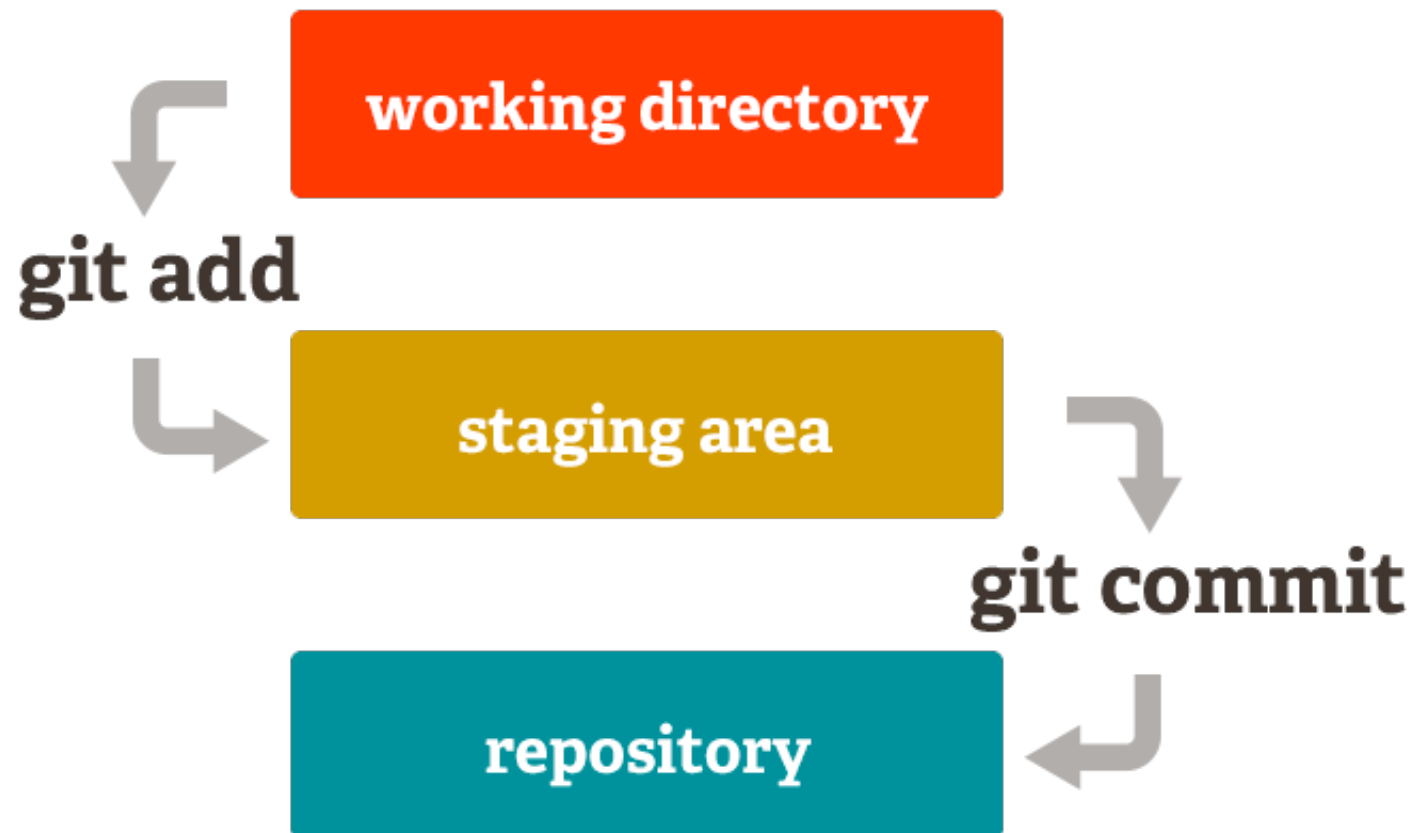 working directory
git add
staging area
git commit
repository